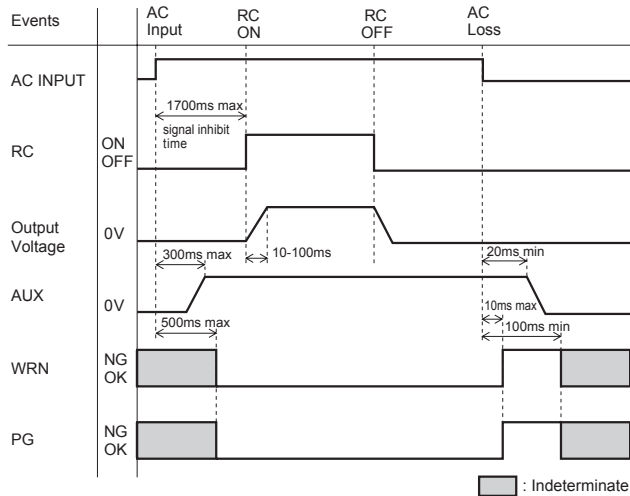 Events
AC
Input
RC
ON
RC
OFF
AC
Loss
AC INPUT
1700ms max
signal inhibit
time
RC
ON
OFF
Output
Voltage
0V
10-100ms
300ms max
20ms min
AUX
0V
10ms max
500ms max
100ms min
WRN
NG
OK
PG
NG
OK
: Indeterminate